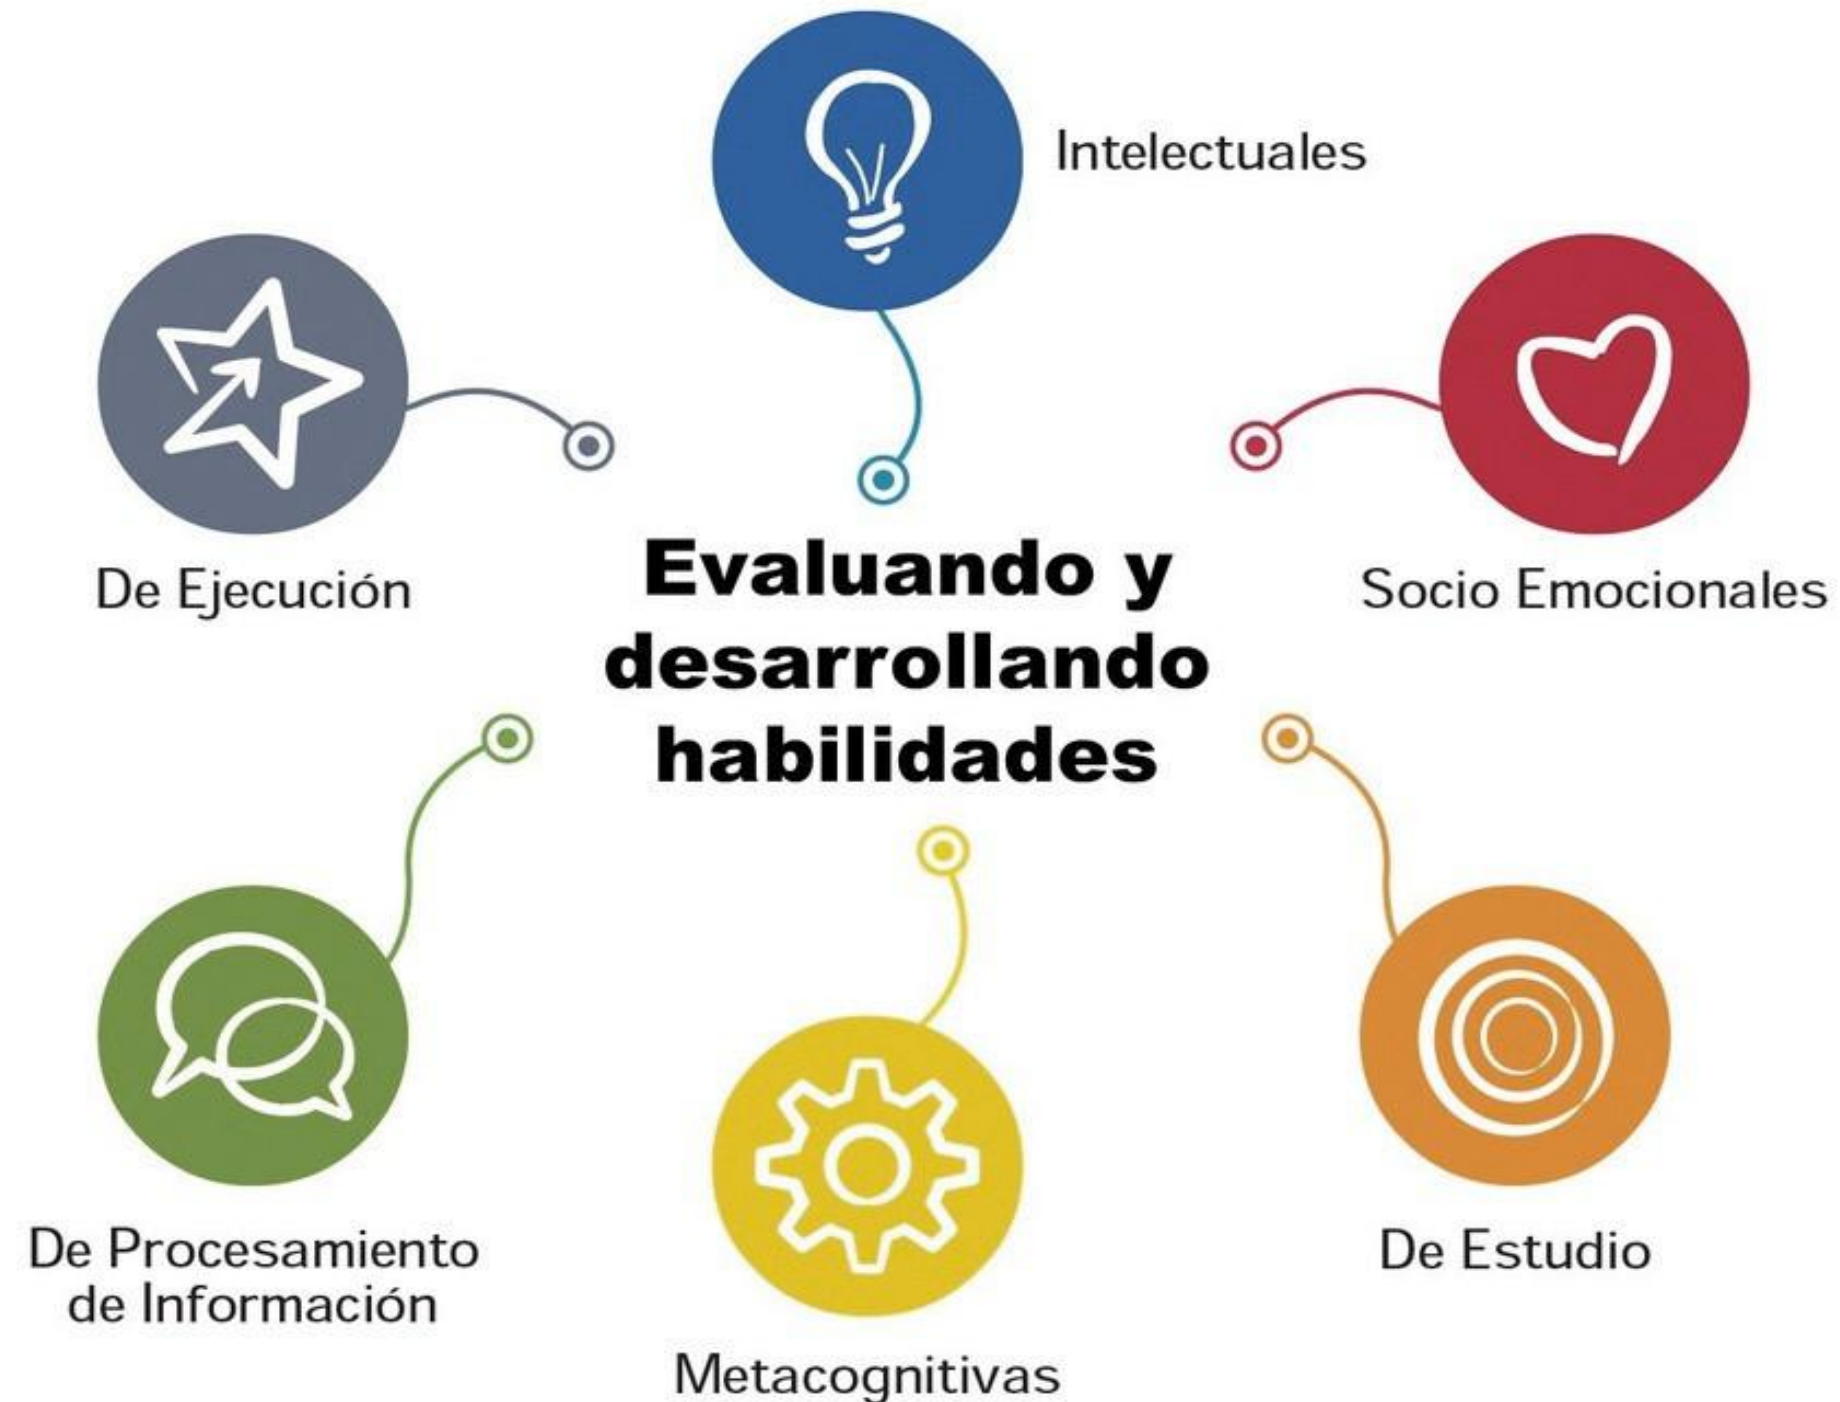 Intelectuales
De Ejecución
Socio Emocionales
Evaluando y
desarrollando
habilidades
De Procesamiento
de Información
De Estudio
Metacognitivas